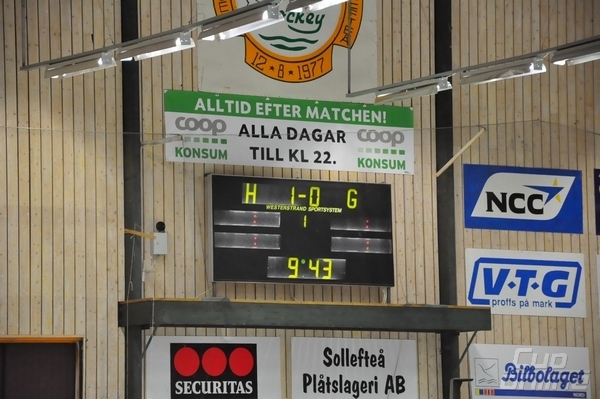 ockey
12·8·1977
ALLTID EFTER MATCHEN!
coop
KONSUM
ALLA DAGAR
TILL KL 22.
coop
KONSUM
H 1-0 G
WESTERSTRAND SPORTSYSTEM
1
9:43
NCC
V·T·G
proffs på mark
SECURITAS
Sollefteå
Plåtslageri AB
Bilbolaget